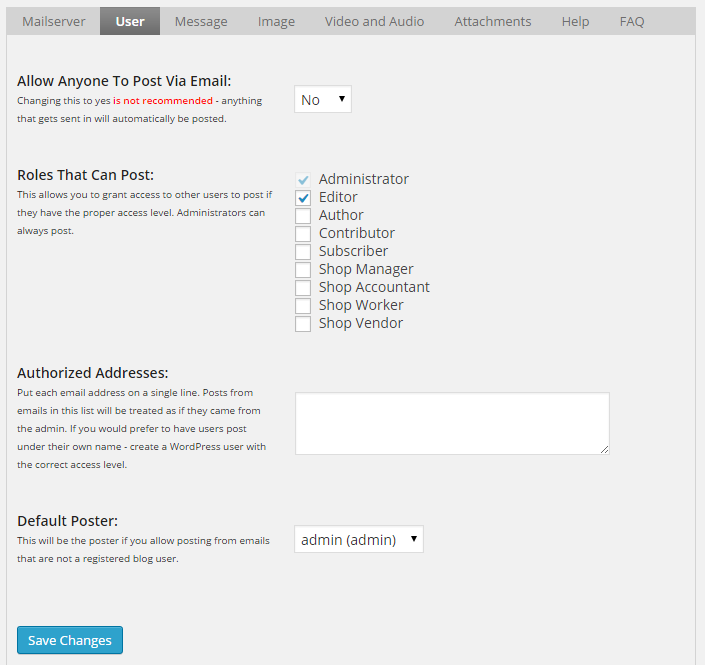 Mailserver User Message Image Video and Audio Attachments Help FAQ
Allow Anyone To Post Via Email:
Changing this to yes is not recommended - anything
that gets sent in will automatically be posted.
No
Roles That Can Post:
This allows you to grant access to other users to post if
they have the proper access level. Administrators can
always post.
Administrator
Editor
Author
Contributor
Subscriber
Shop Manager
Shop Accountant
Shop Worker
Shop Vendor
Authorized Addresses:
Put each email address on a single line. Posts from
emails in this list will be treated as if they came from
the admin. If you would prefer to have users post
under their own name - create a WordPress user with
the correct access level.
Default Poster:
This will be the poster if you allow posting from emails
that are not a registered blog user.
admin (admin)
Save Changes